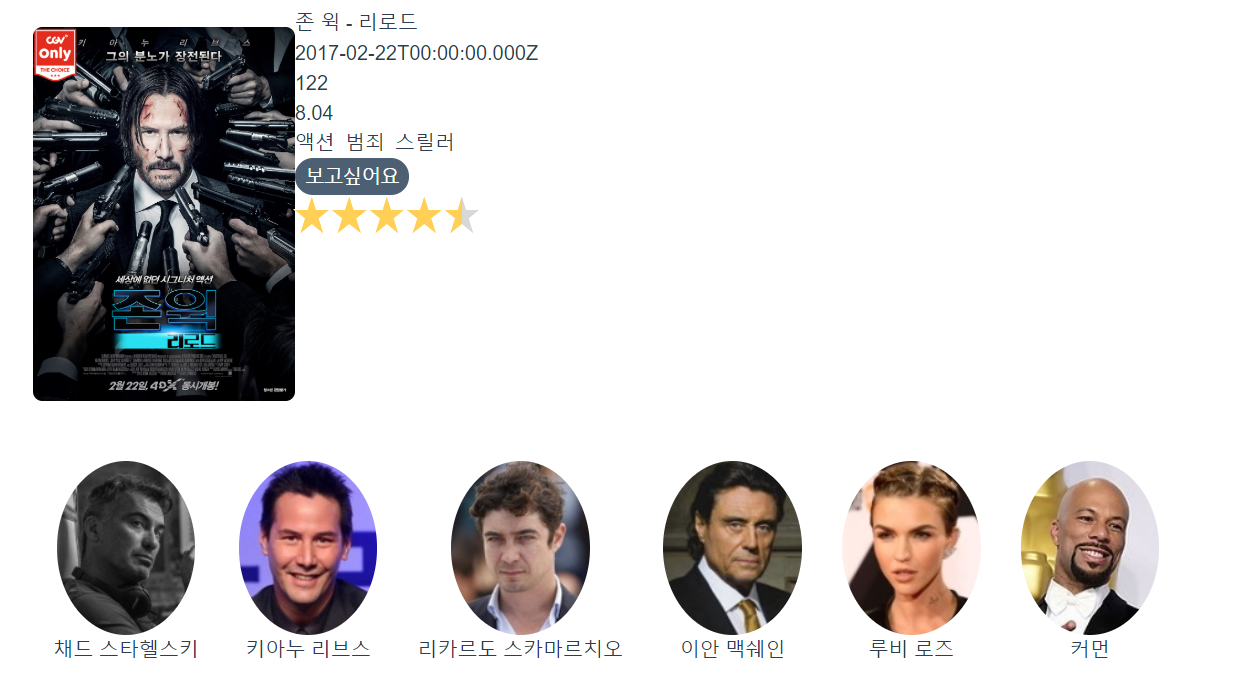 존 윅 - 리로드
2017-02-22T00:00:00.000Z
122
8.04
액션 범죄 스릴러
보고싶어요
CGV
only
THE CHOICE
키 아 누 리 브 스
그의 분노가 장전된다
세상에 없던 시그니처 액션
존윅
리로드
2월 22일, 4DX 동시개봉!
채드 스타헬스키
키아누 리브스
리카르도 스카마르치오
이안 맥쉐인
루비 로즈
커먼